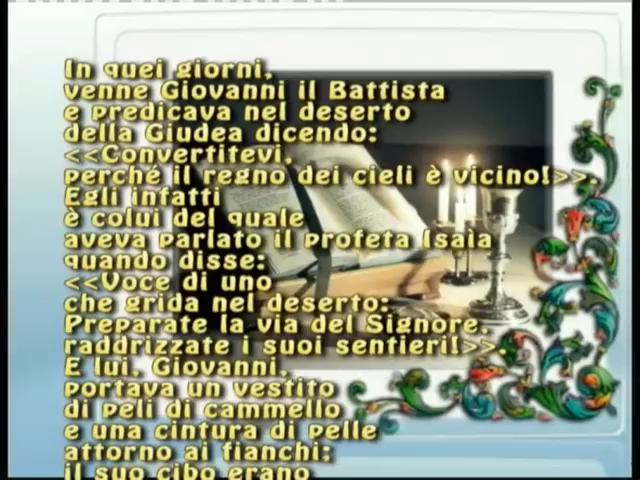 In quei giorni,
venne Giovanni il Battista
e predicava nel deserto
della Giudea dicendo:
<<Convertitevi,
perché il regno dei cieli è vicino!>>.
Egli infatti
è colui del quale
aveva parlato il profeta Isaia
quando disse:
<<Voce di uno
che grida nel deserto:
Preparate la via del Signore,
raddrizzate i suoi sentieri!>>
E lui, Giovanni,
portava un vestito
di peli di cammello
e una cintura di pelle
attorno ai fianchi;
il suo cibo erano